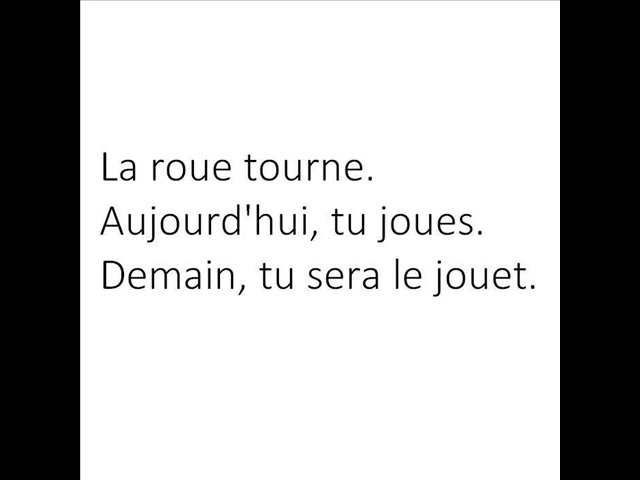 La roue tourne.
Aujourd'hui, tu joues.
Demain, tu sera le jouet.